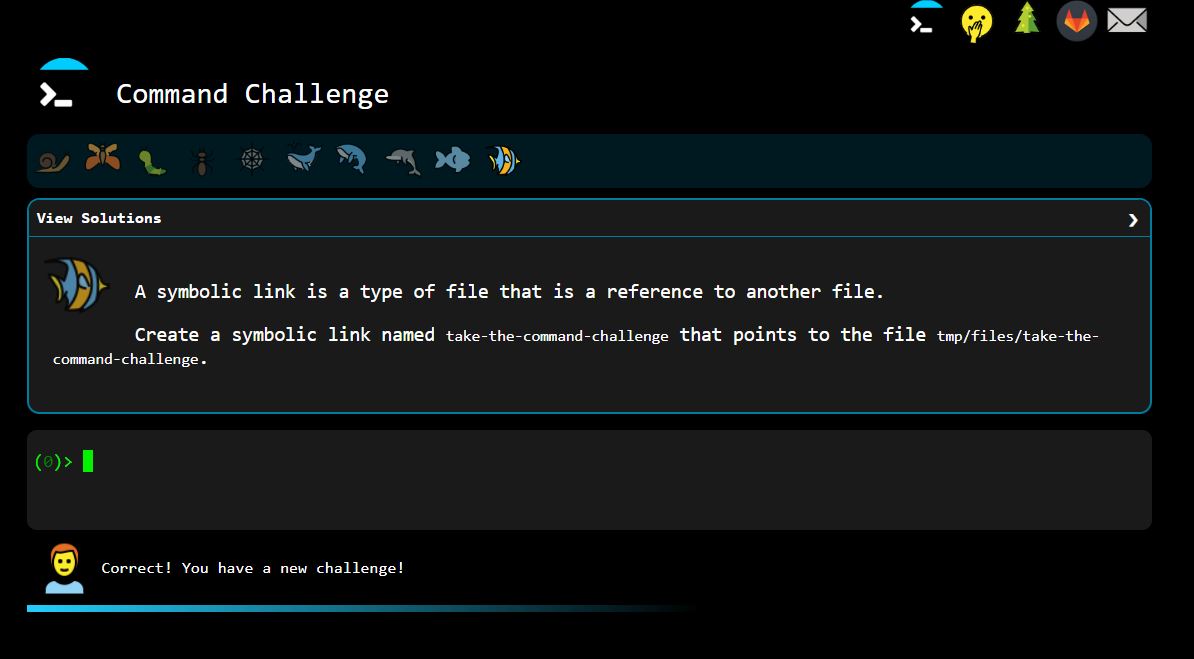 Command Challenge
View Solutions
A symbolic link is a type of file that is a reference to another file.
Create a symbolic link named take-the-command-challenge that points to the file tmp/files/take-the-
command-challenge.
(0)>
Correct! You have a new challenge!